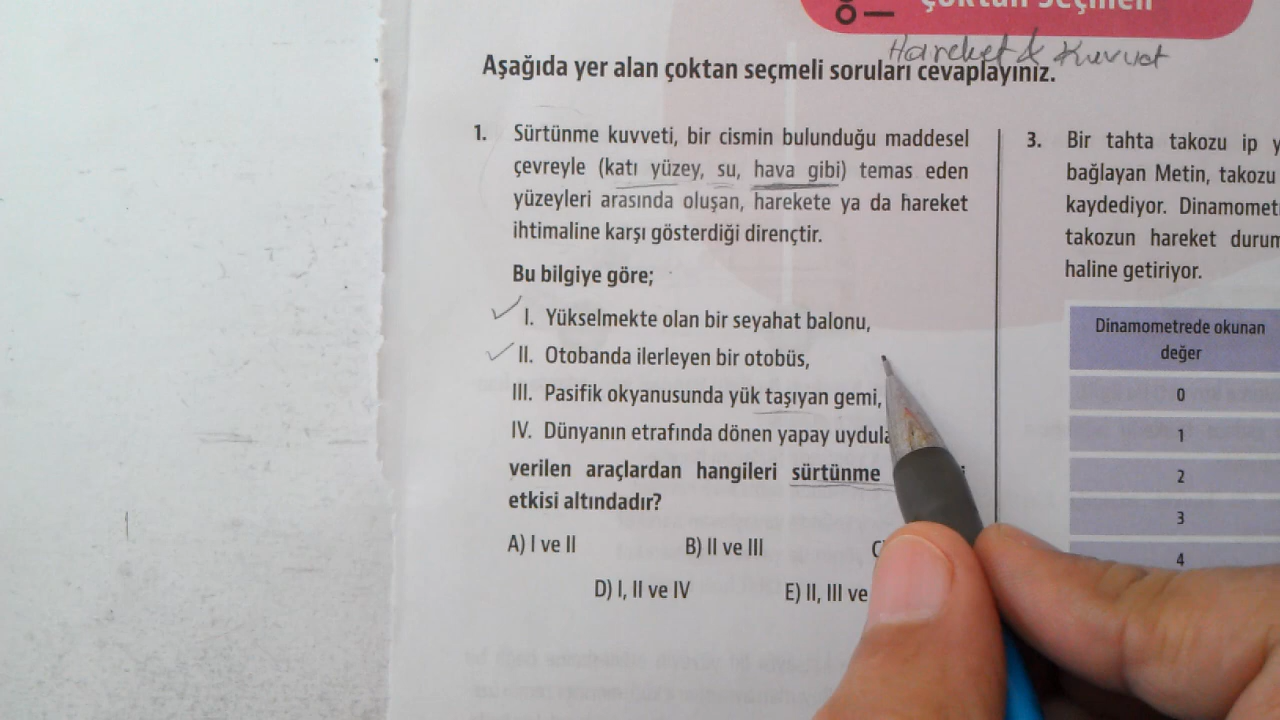 çoktan seçmeli
Hareket & Kuvvet
Aşağıda yer alan çoktan seçmeli soruları cevaplayınız.
1. Sürtünme kuvveti, bir cismin bulunduğu maddesel
çevreyle (katı yüzey, su, hava gibi) temas eden
yüzeyleri arasında oluşan, harekete ya da hareket
ihtimaline karşı gösterdiği dirençtir.
Bu bilgiye göre;
I. Yükselmekte olan bir seyahat balonu,
II. Otobanda ilerleyen bir otobüs,
III. Pasifik okyanusunda yük taşıyan gemi,
IV. Dünyanın etrafında dönen yapay
verilen araçlardan hangileri sürtünme
etkisi altındadır?
A) I ve II
B) II ve III
D) I, II ve IV
E) II, III ve
3. Bir tahta takozu ip
bağlayan Metin, takozu
kaydediyor.
takozun hareket
haline getiriyor.
Dinamometrede okunan
değer
0
1
2
3
4